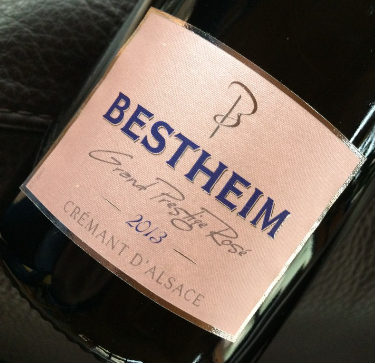 B
BESTHEIM
Grand Prestige Rosé
2013
CRÉMANT D'ALSACE